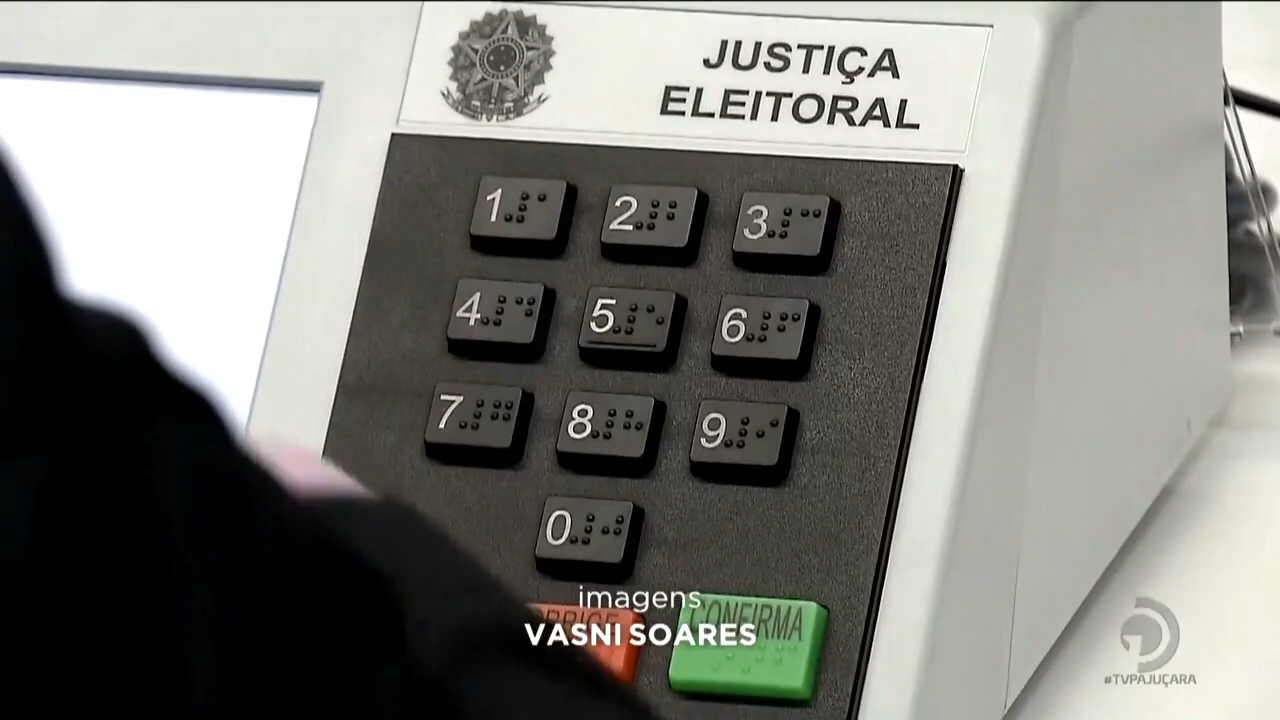 JUSTIÇA
ELEITORAL
1 2 3
4 5 6
7 8 9
0
imagens
CONFIRMA
VASNI SOARES
#TVPAJUÇARA